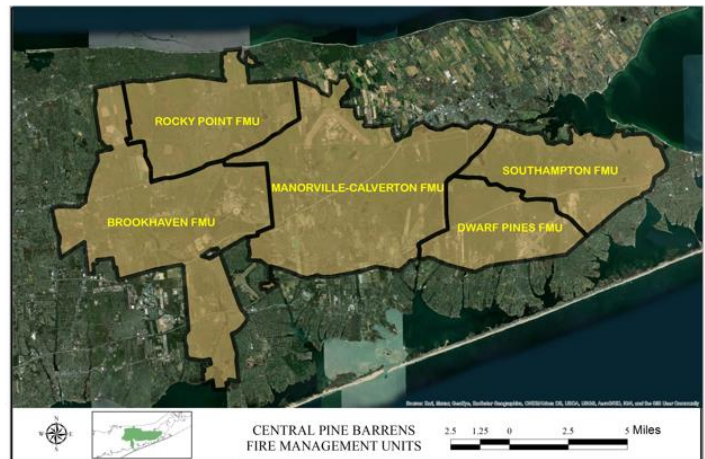 ROCKY POINT FMU
SOUTHAMPTON FMU
MANORVILLE-CALVERTON FMU
BROOKHAVEN FMU
DWARF PINES FMU
N
W E
S
CENTRAL PINE BARRENS
FIRE MANAGEMENT UNITS
2.5 1.25 0 2.5 5 Miles